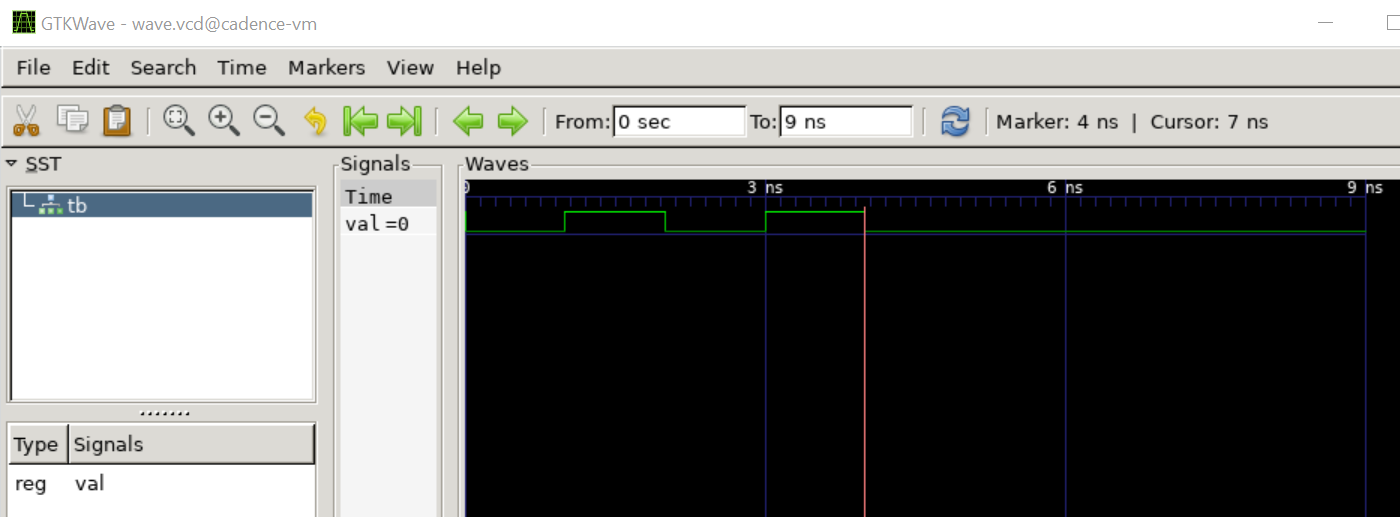 GTKWave - wave.vcd@cadence-vm
File Edit Search Time Markers View Help
From: 0 sec To: 9 ns Marker: 4 ns | Cursor: 7 ns
SST
tb
Type Signals
reg val
Signals
Time
val =0
Waves
0 3 ns 6 ns 9 ns